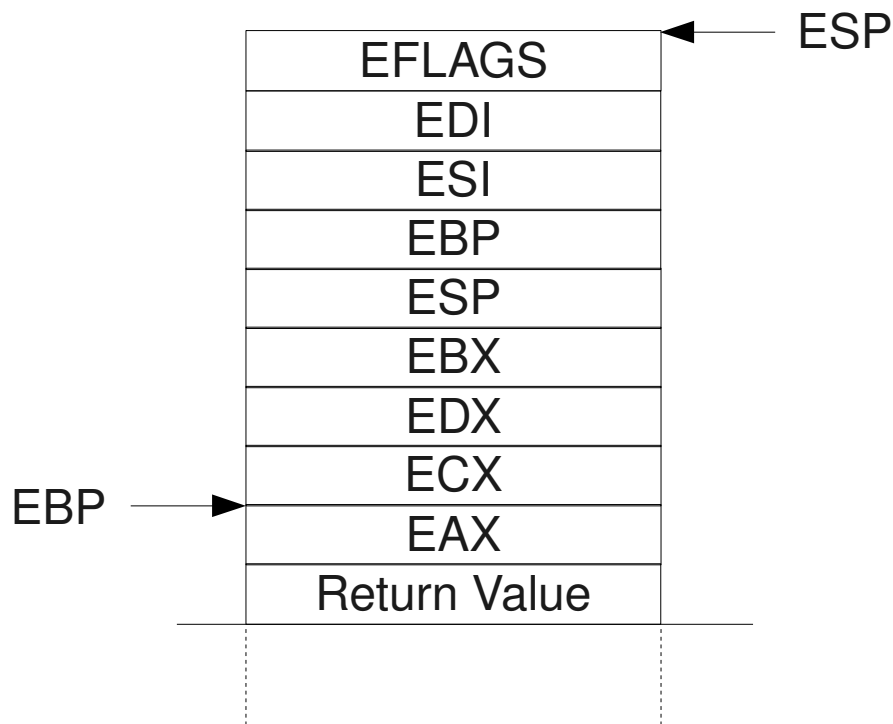 ESP
EFLAGS
EDI
ESI
EBP
ESP
EBX
EDX
ECX
EBP
EAX
Return Value